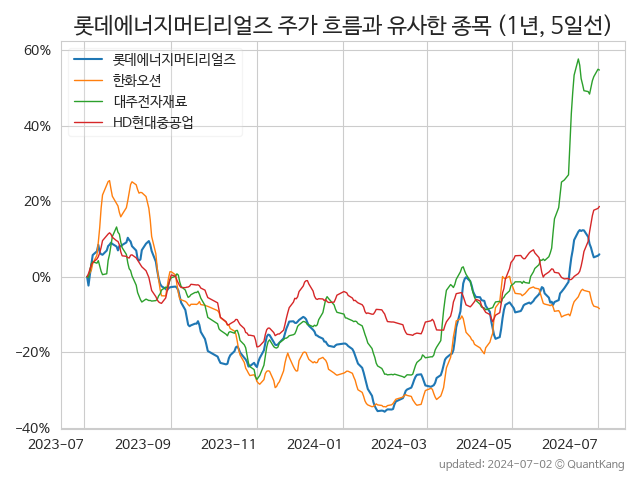 롯데에너지머티리얼즈 주가 흐름과 유사한 종목 (1년, 5일선)
롯데에너지머티리얼즈
한화오션
대주전자재료
HD현대중공업
60%
40%
20%
0%
−20%
−40%
2023-07
2023-09
2023-11
2024-01
2024-03
2024-05
2024-07
updated: 2024-07-02 © QuantKang